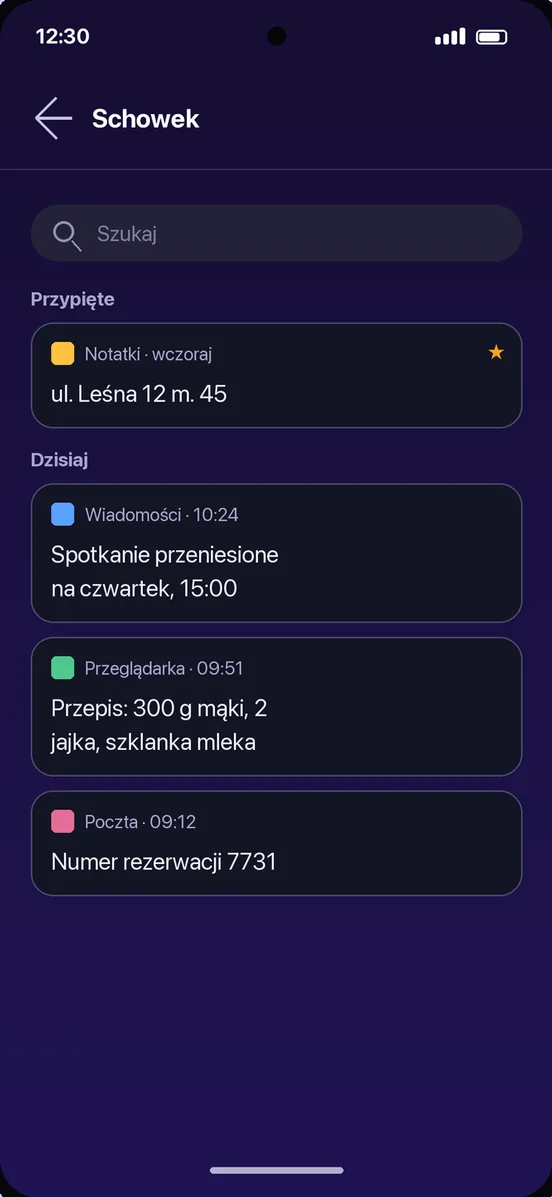 12:30
Schowek
Szukaj
Przypięte
Notatki · wczoraj
ul. Leśna 12 m. 45
Dzisiaj
Wiadomości · 10:24
Spotkanie przeniesione
na czwartek, 15:00
Przeglądarka · 09:51
Przepis: 300 g mąki, 2
jajka, szklanka mleka
Poczta · 09:12
Numer rezerwacji 7731